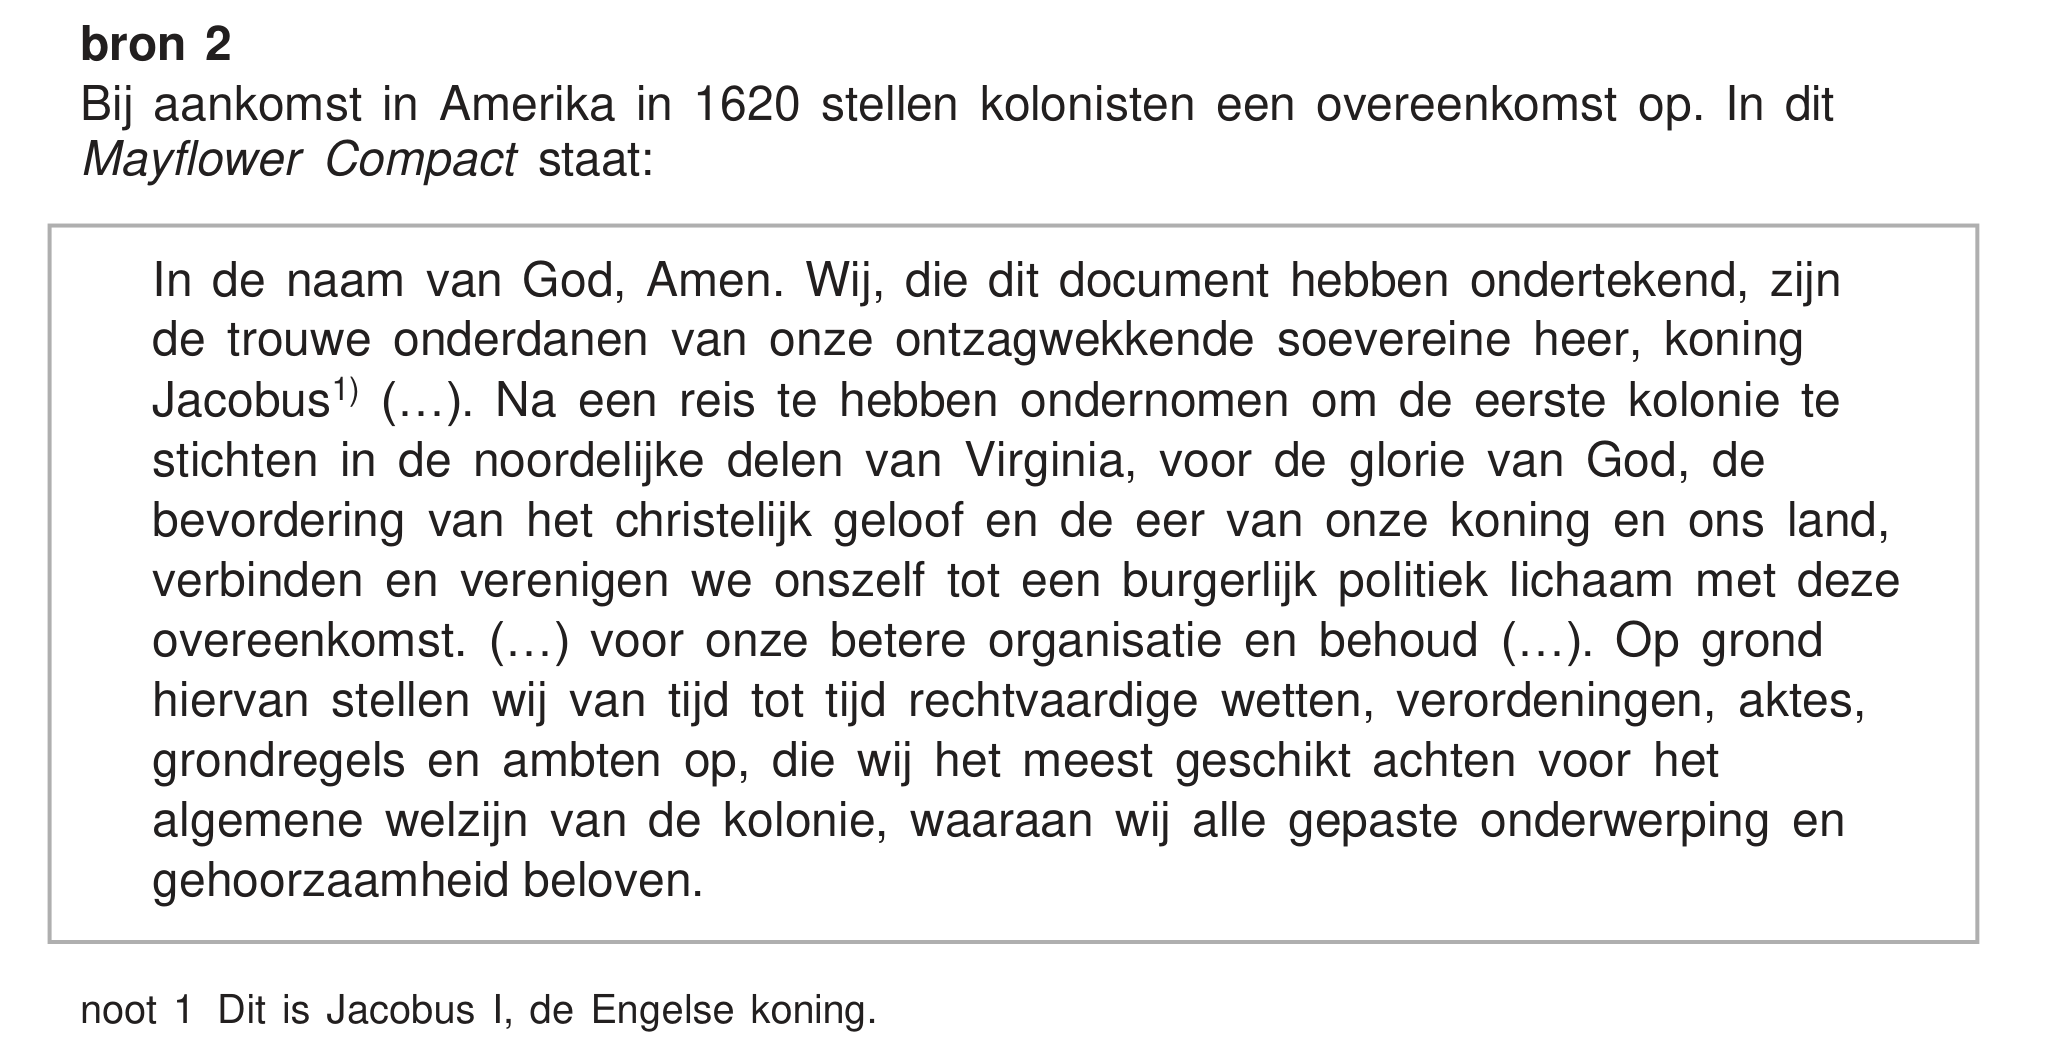 bron 2
Bij aankomst in Amerika in 1620 stellen kolonisten een overeenkomst op. In dit
Mayflower Compact staat:
In de naam van God, Amen. Wij, die dit document hebben ondertekend, zijn
de trouwe onderdanen van onze ontzagwekkende soevereine heer, koning
Jacobus1) (…). Na een reis te hebben ondernomen om de eerste kolonie te
stichten in de noordelijke delen van Virginia, voor de glorie van God, de
bevordering van het christelijk geloof en de eer van onze koning en ons land,
verbinden en verenigen we onszelf tot een burgerlijk politiek lichaam met deze
overeenkomst. (…) voor onze betere organisatie en behoud (…). Op grond
hiervan stellen wij van tijd tot tijd rechtvaardige wetten, verordeningen, aktes,
grondregels en ambten op, die wij het meest geschikt achten voor het
algemene welzijn van de kolonie, waaraan wij alle gepaste onderwerping en
gehoorzaamheid beloven.
noot 1 Dit is Jacobus I, de Engelse koning.